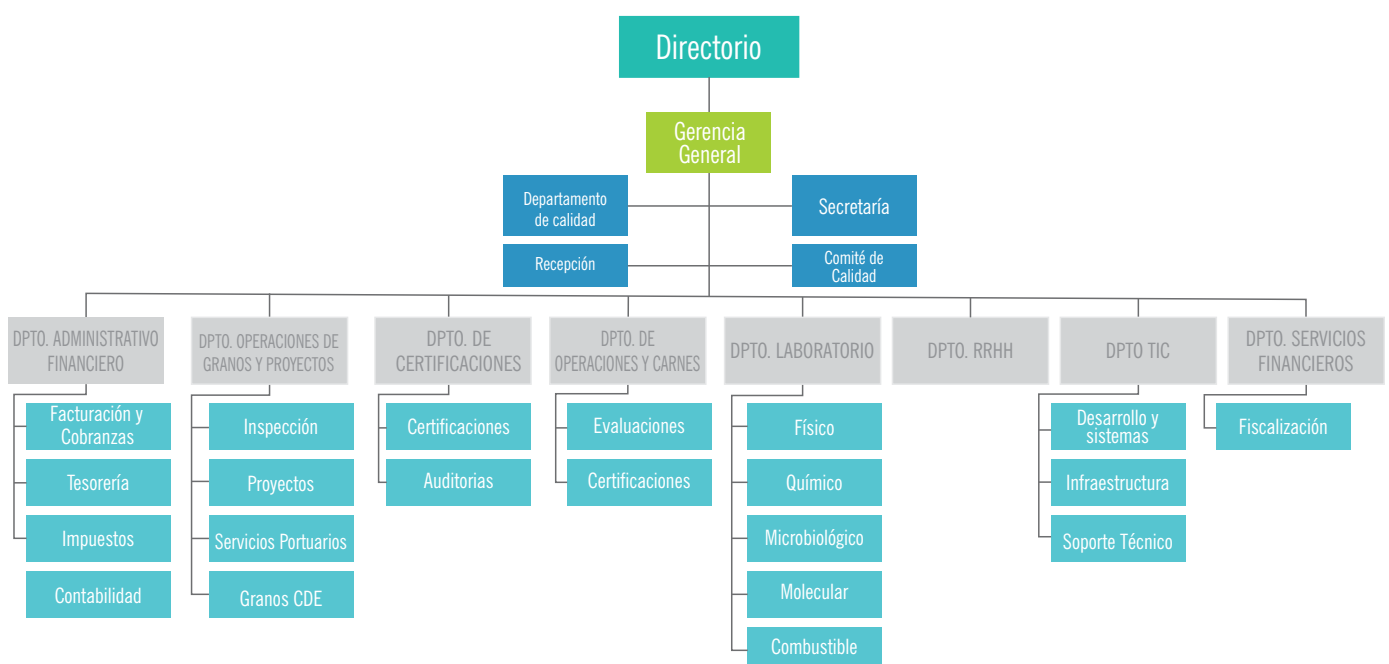 Directorio
Gerencia
General
Departamento
de calidad
Secretaría
Recepción
Comité de
Calidad
DPTO. ADMINISTRATIVO
FINANCIERO
DPTO. OPERACIONES DE
GRANOS Y PROYECTOS
DPTO. DE
CERTIFICACIONES
DPTO. DE
OPERACIONES Y CARNES
DPTO. LABORATORIO
DPTO. RRHH
DPTO TIC
DPTO. SERVICIOS
FINANCIEROS
Facturación y
Cobranzas
Tesorería
Impuestos
Contabilidad
Inspección
Proyectos
Servicios Portuarios
Granos CDE
Certificaciones
Auditorias
Evaluaciones
Certificaciones
Físico
Químico
Microbiológico
Molecular
Combustible
Desarrollo y
sistemas
Infraestructura
Soporte Técnico
Fiscalización